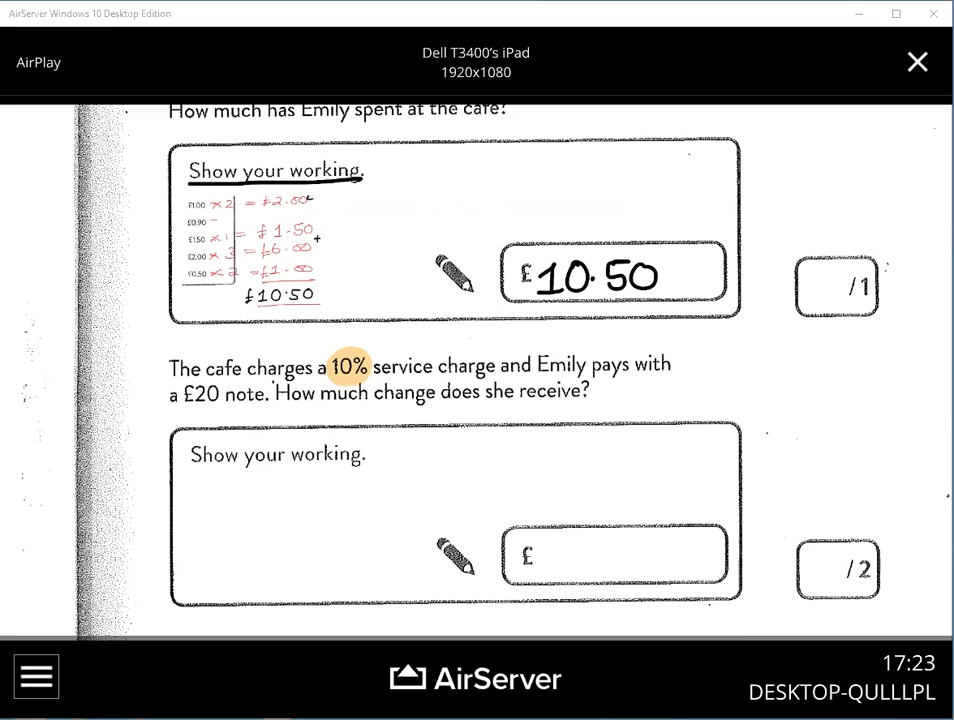 AirServer Windows 10 Desktop Edition
AirPlay
Dell T3400's iPad
1920x1080
How much has Emily spent at the cafe?
Show your working.
£1.00 × 2 = £2.00
£0.90 -
£1.50 × 1 = £1.50
+
£2.00 × 3 = £6.00
£0.50 × 2 = £1.00
£10.50
£10.50
/1
The cafe charges a 10% service charge and Emily pays with
a £20 note. How much change does she receive?
Show your working.
£
/2
AirServer
17:23
DESKTOP-QULLLPL